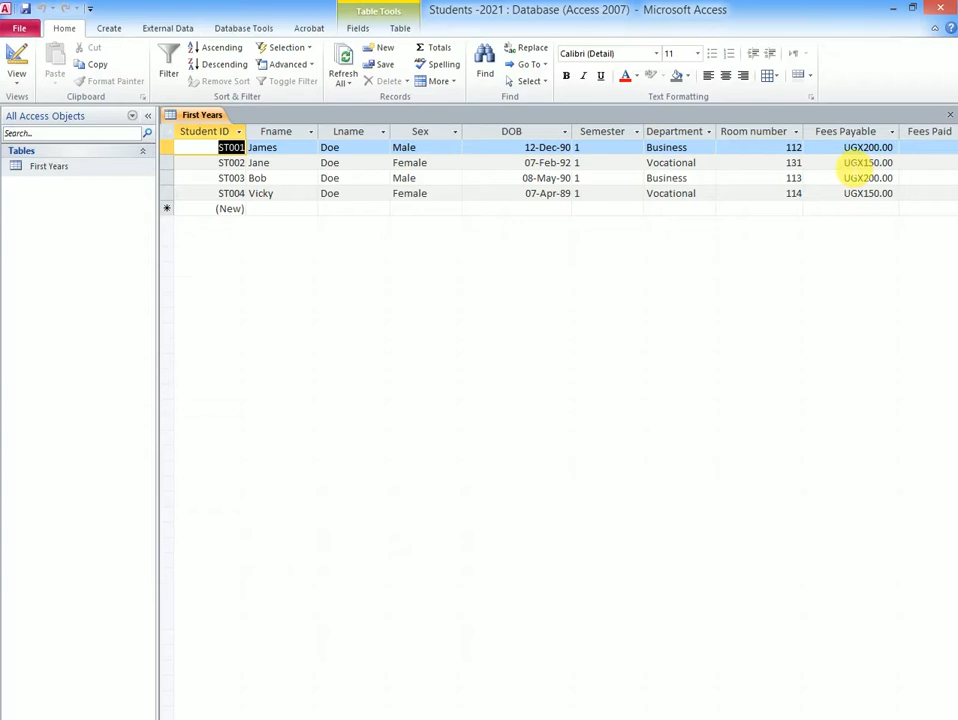 Table Tools Students -2021 : Database (Access 2007) - Microsoft Access
File Home Create External Data Database Tools Acrobat Fields Table
View Paste Cut Copy Format Painter Filter Ascending Descending Remove Sort Selection Advanced Toggle Filter Refresh All New Save Delete Totals Spelling More Find Replace Go To Select Calibri (Detail) 11 B I U A
Views Clipboard Sort & Filter Records Find Text Formatting
All Access Objects
Search...
Tables
First Years
First Years
Student ID Fname Lname Sex DOB Semester Department Room number Fees Payable Fees Paid
ST001 James Doe Male 12-Dec-90 1 Business 112 UGX200.00
ST002 Jane Doe Female 07-Feb-92 1 Vocational 131 UGX150.00
ST003 Bob Doe Male 08-May-90 1 Business 113 UGX200.00
ST004 Vicky Doe Female 07-Apr-89 1 Vocational 114 UGX150.00
(New)